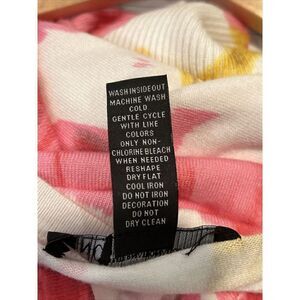 WASH INSIDE OUT
MACHINE WASH
COLD
GENTLE CYCLE
WITH LIKE
COLORS
ONLY NON-
CHLORINE BLEACH
WHEN NEEDED
RESHAPE
DRY FLAT
COOL IRON
DO NOT IRON
DECORATION
DO NOT
DRY CLEAN